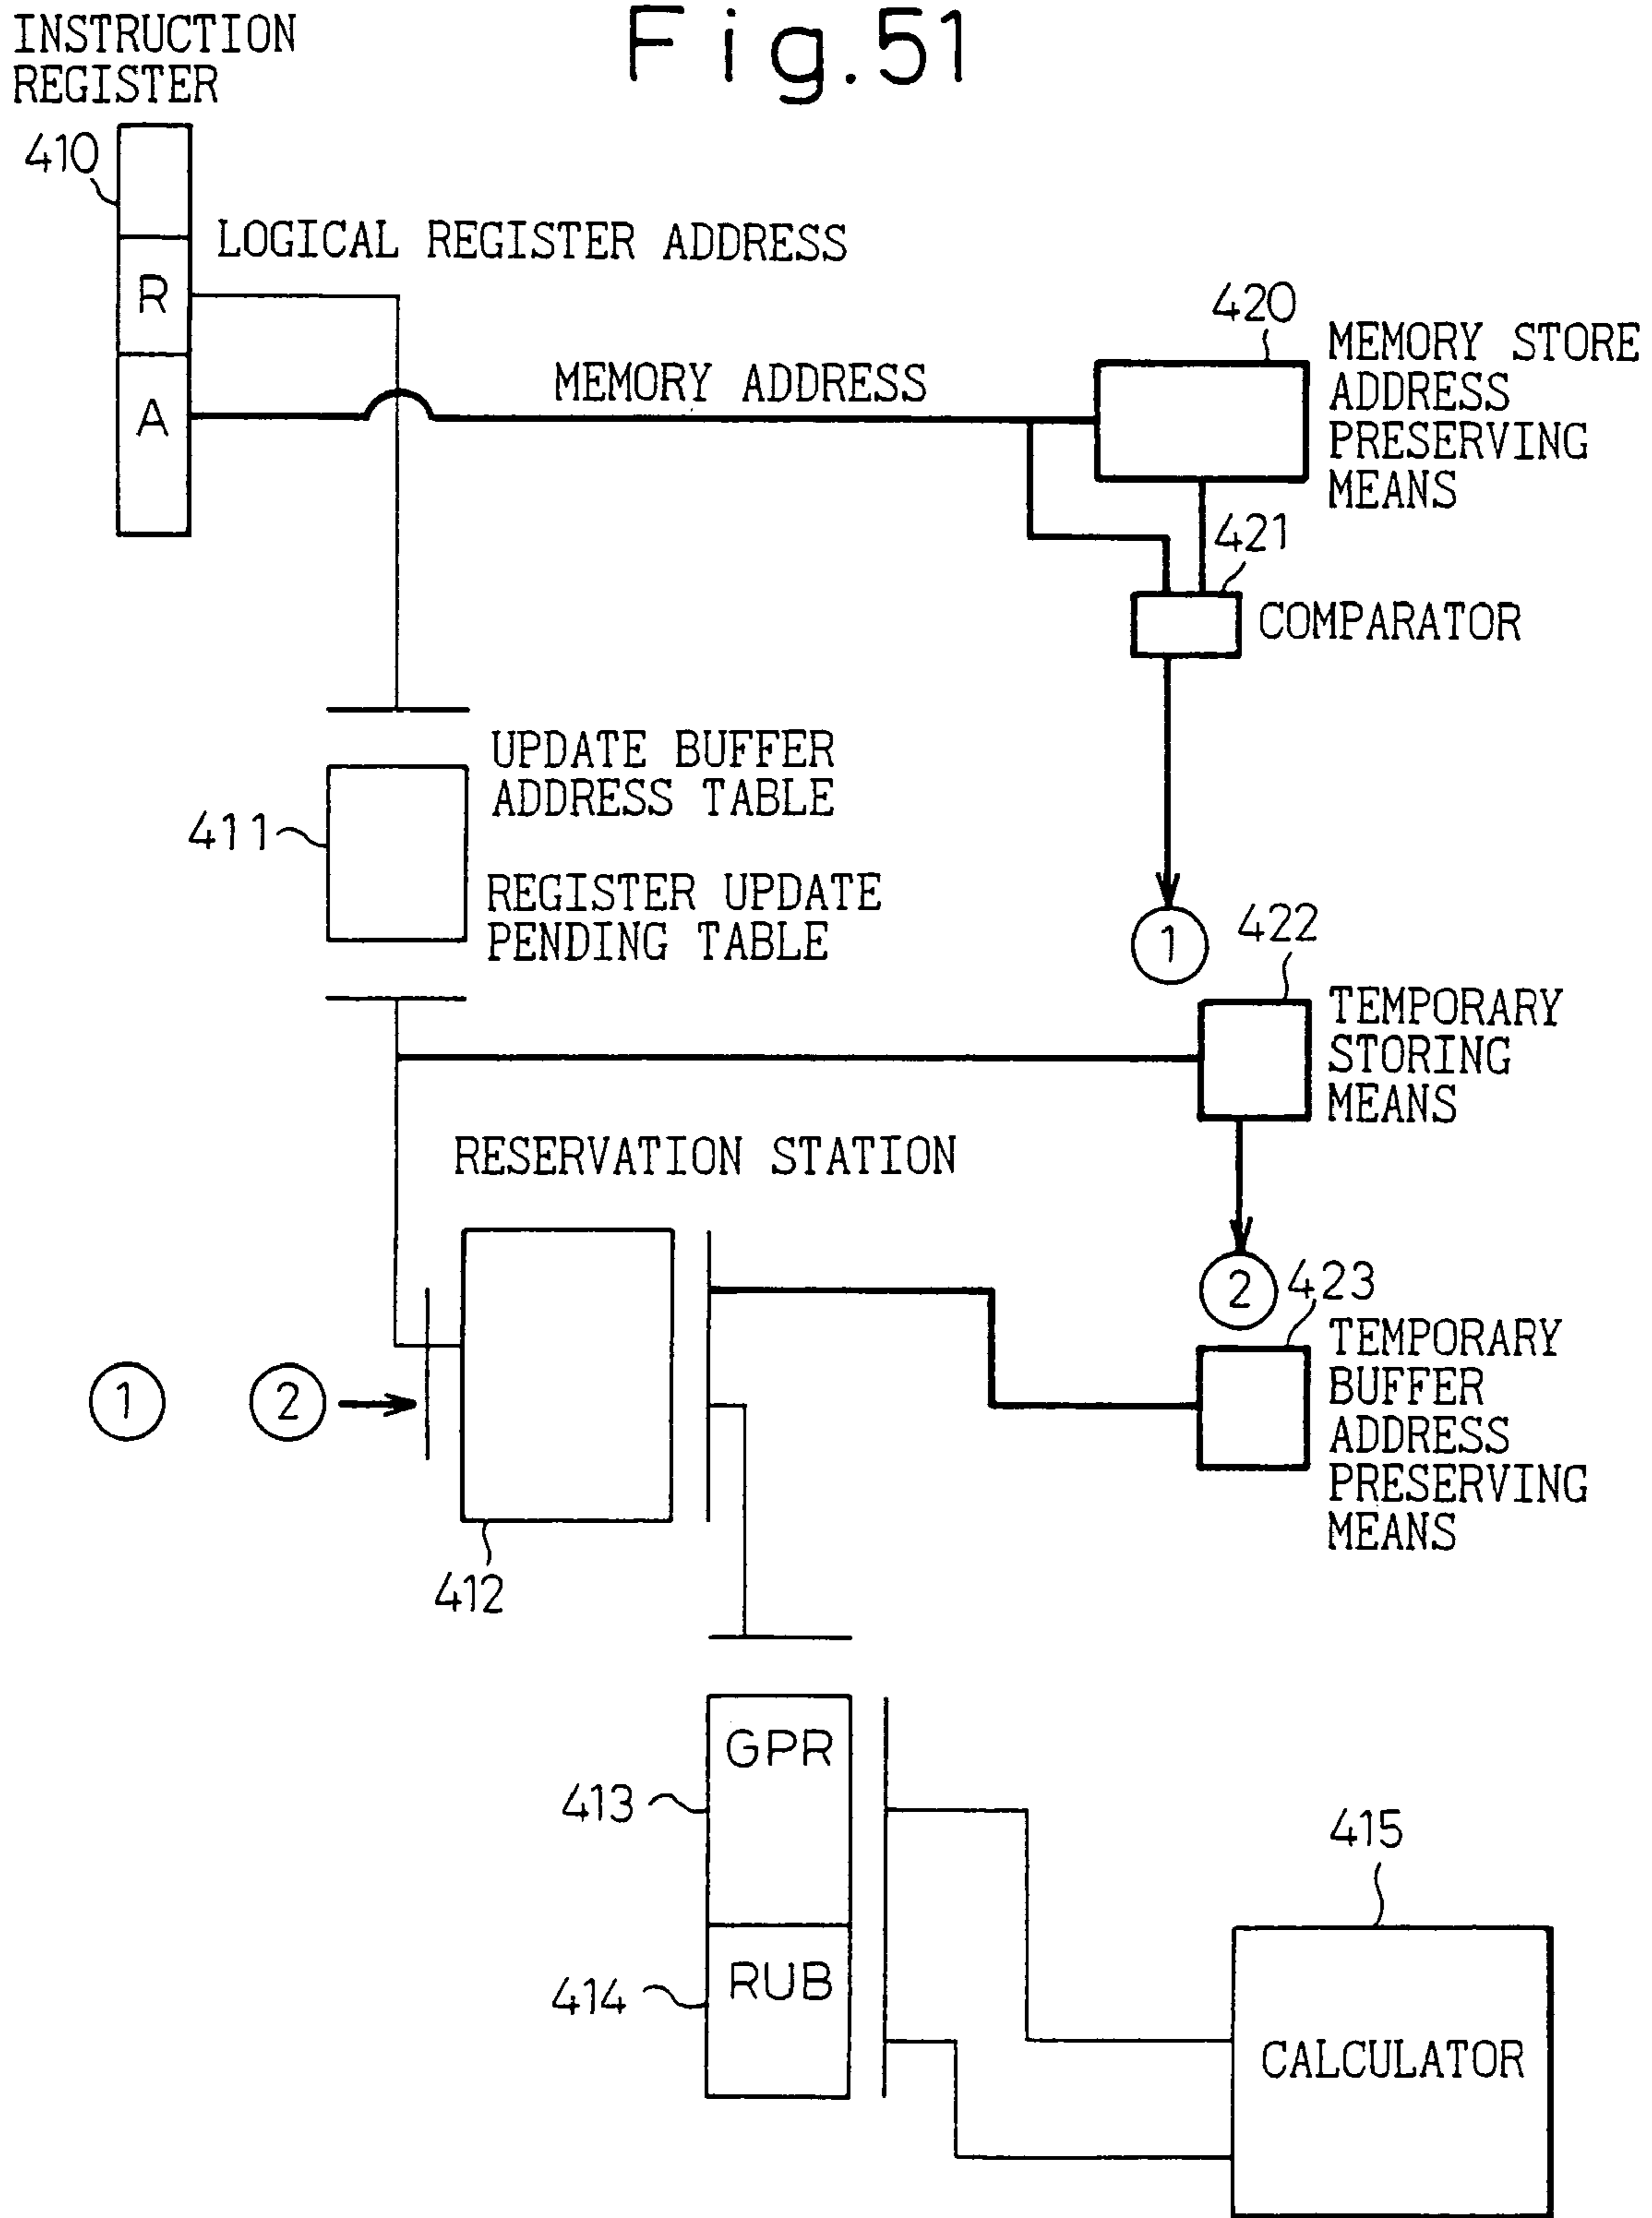 Fig.51
INSTRUCTION
REGISTER
410
LOGICAL REGISTER ADDRESS
R
A
MEMORY ADDRESS
420
MEMORY STORE
ADDRESS
PRESERVING
MEANS
421
COMPARATOR
UPDATE BUFFER
ADDRESS TABLE
411
REGISTER UPDATE
PENDING TABLE
1
422
TEMPORARY
STORING
MEANS
RESERVATION STATION
2
423
TEMPORARY
BUFFER
ADDRESS
PRESERVING
MEANS
1
2
412
GPR
413
RUB
414
415
CALCULATOR